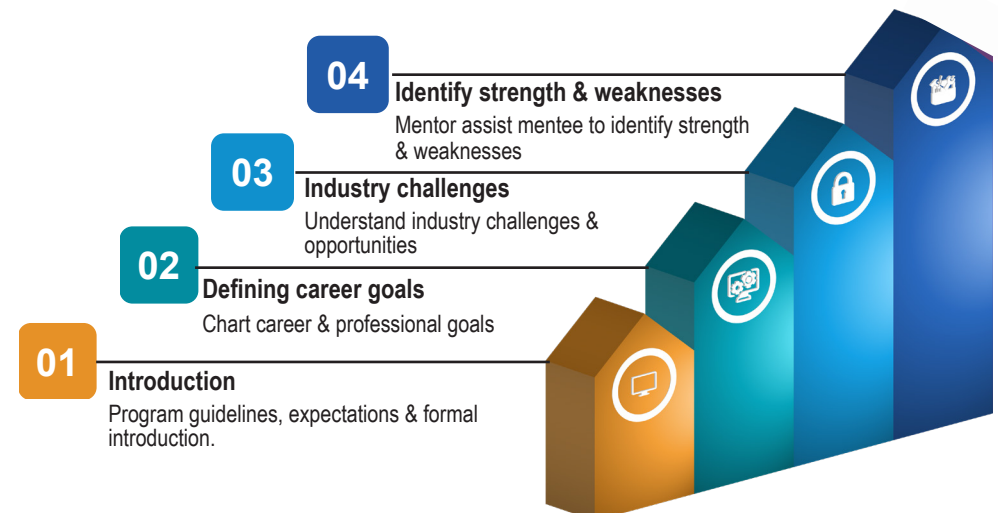 04
Identify strength & weaknesses
Mentor assist mentee to identify strength
& weaknesses
03
Industry challenges
Understand industry challenges &
opportunities
02
Defining career goals
Chart career & professional goals
01
Introduction
Program guidelines, expectations & formal
introduction.